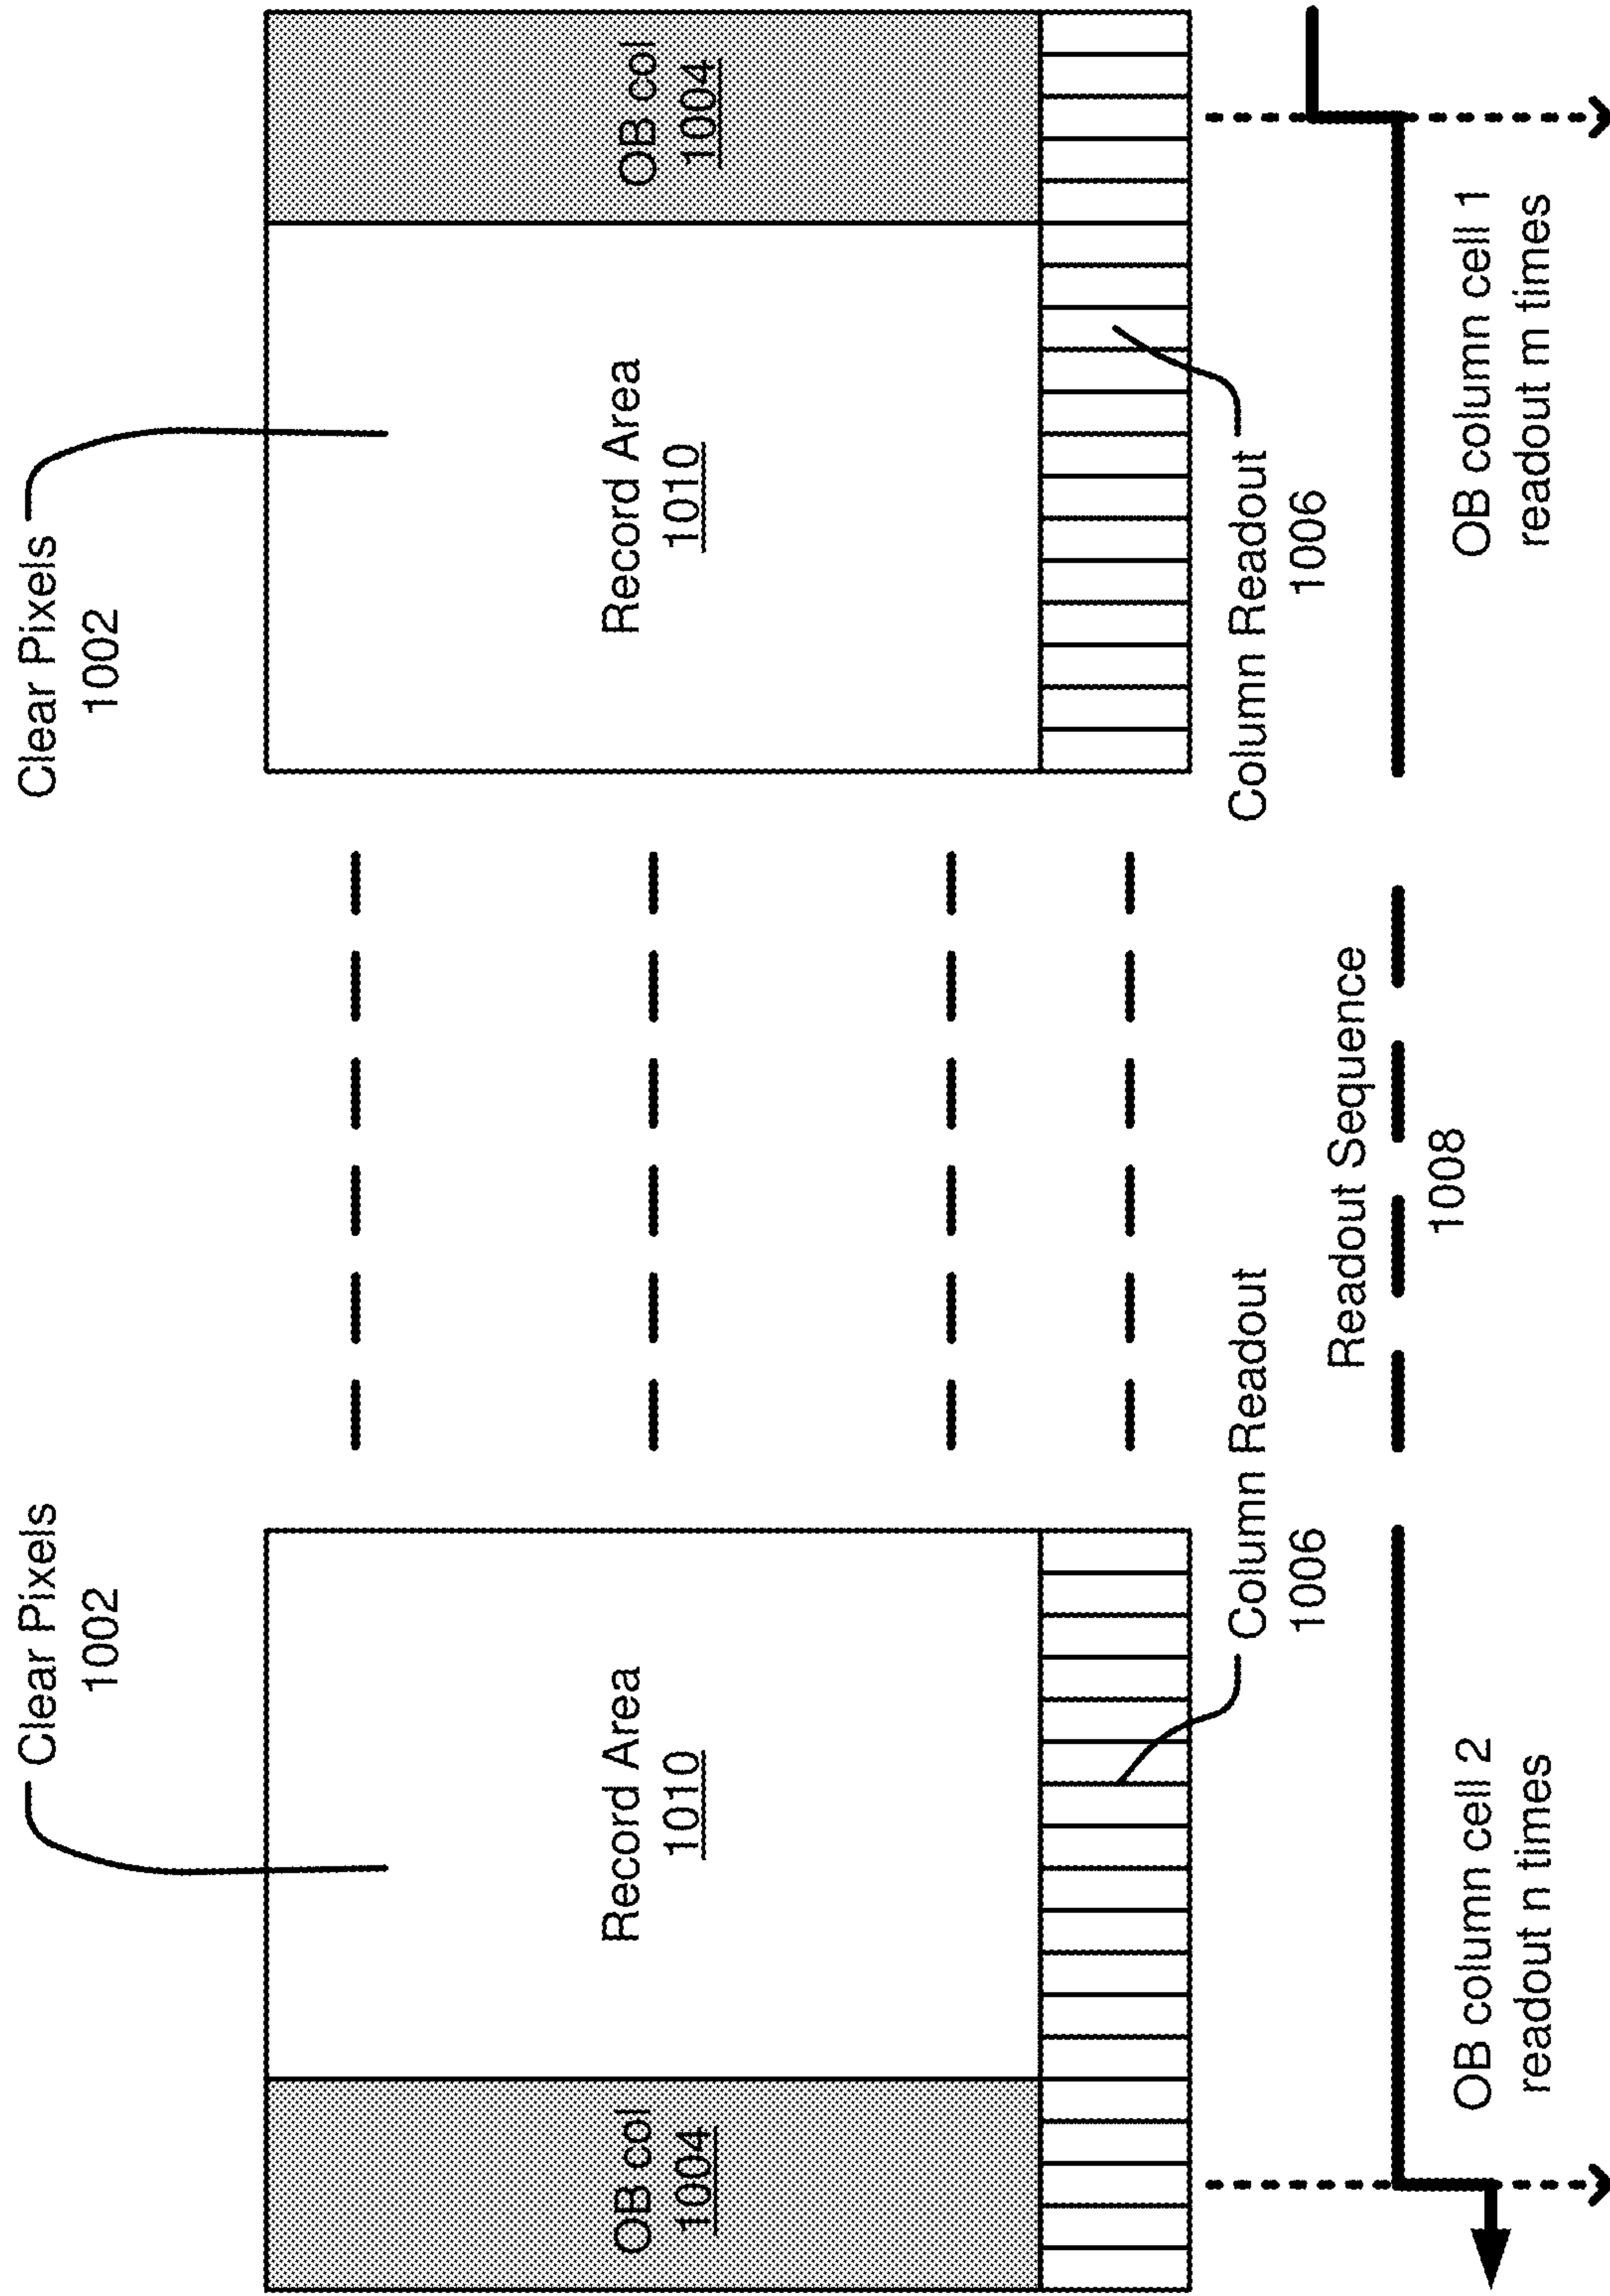 Clear Pixels
1002
Clear Pixels
1002
OB col
1004
Record Area
1010
Record Area
1010
OB col
1004
Column Readout
1006
Column Readout
1006
Readout Sequence
1008
OB column cell 2
readout n times
OB column cell 1
readout m times